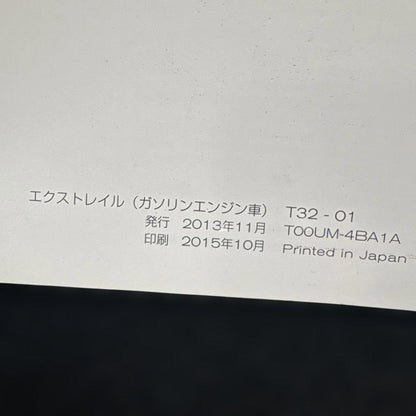 エクストレイル（ガソリンエンジン車） T32-01
発行 2013年11月 T00UM-4BA1A
印刷 2015年10月 Printed in Japan